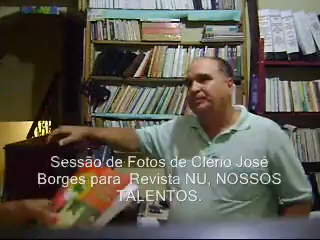 Sessão de Fotos de Clério José
Borges para Revista NU, NOSSOS
TALENTOS.